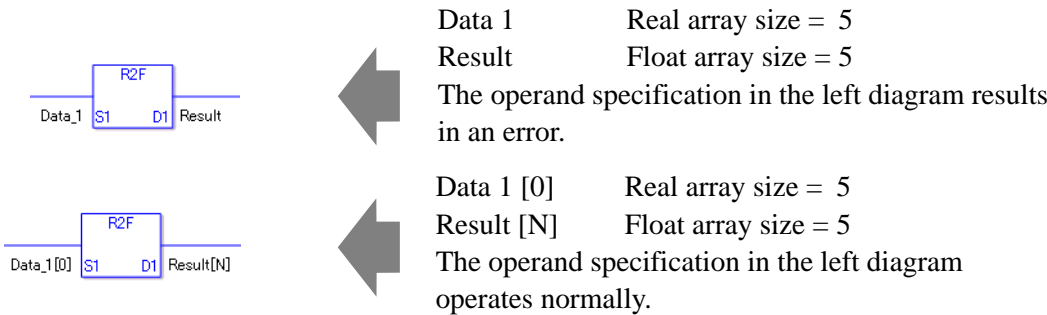 R2F
Data_1 S1 D1 Result
Data 1 Real array size = 5
Result Float array size = 5
The operand specification in the left diagram results
in an error.
R2F
Data_1[0] S1 D1 Result[N]
Data 1 [0] Real array size = 5
Result [N] Float array size = 5
The operand specification in the left diagram
operates normally.